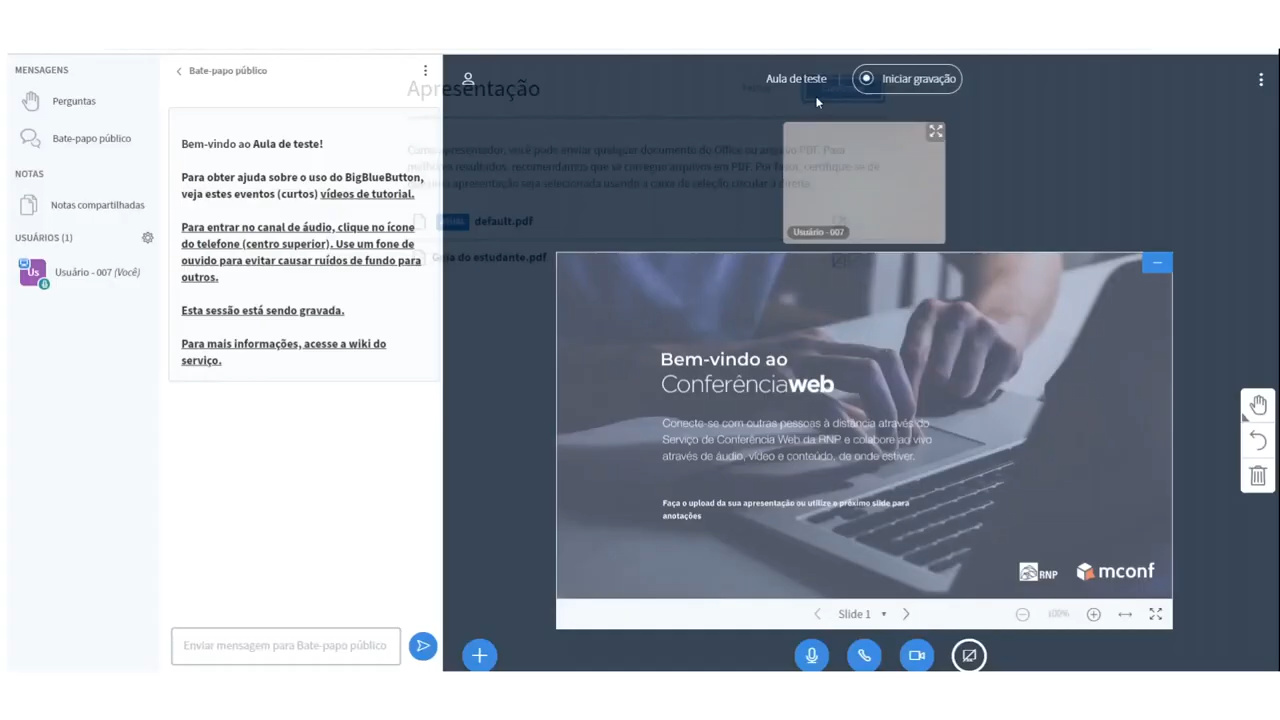 MENSAGENS
Perguntas
Bate-papo público
NOTAS
Notas compartilhadas
USUÁRIOS (1)
Us
Usuário - 007 (Você)
Bate-papo público
Bem-vindo ao Aula de teste!
Para obter ajuda sobre o uso do BigBlueButton,
veja estes eventos (curtos) vídeos de tutorial.
Para entrar no canal de áudio, clique no ícone
do telefone (centro superior). Use um fone de
ouvido para evitar causar ruídos de fundo para
outros.
Esta sessão está sendo gravada.
Para mais informações, acesse a wiki do
serviço.
Enviar mensagem para Bate-papo público
Apresentação
Aula de teste
Iniciar gravação
default.pdf
do estudante.pdf
Usuário - 007
Bem-vindo ao
Conferênciaweb
Conecte-se com outras pessoas à distância através do
Serviço de Conferência Web da RNP e colabore ao vivo
através de áudio, vídeo e conteúdo, de onde estiver.
Faça o upload da sua apresentação ou utilize o próximo slide para
anotações
RNP
mconf
Slide 1
100%